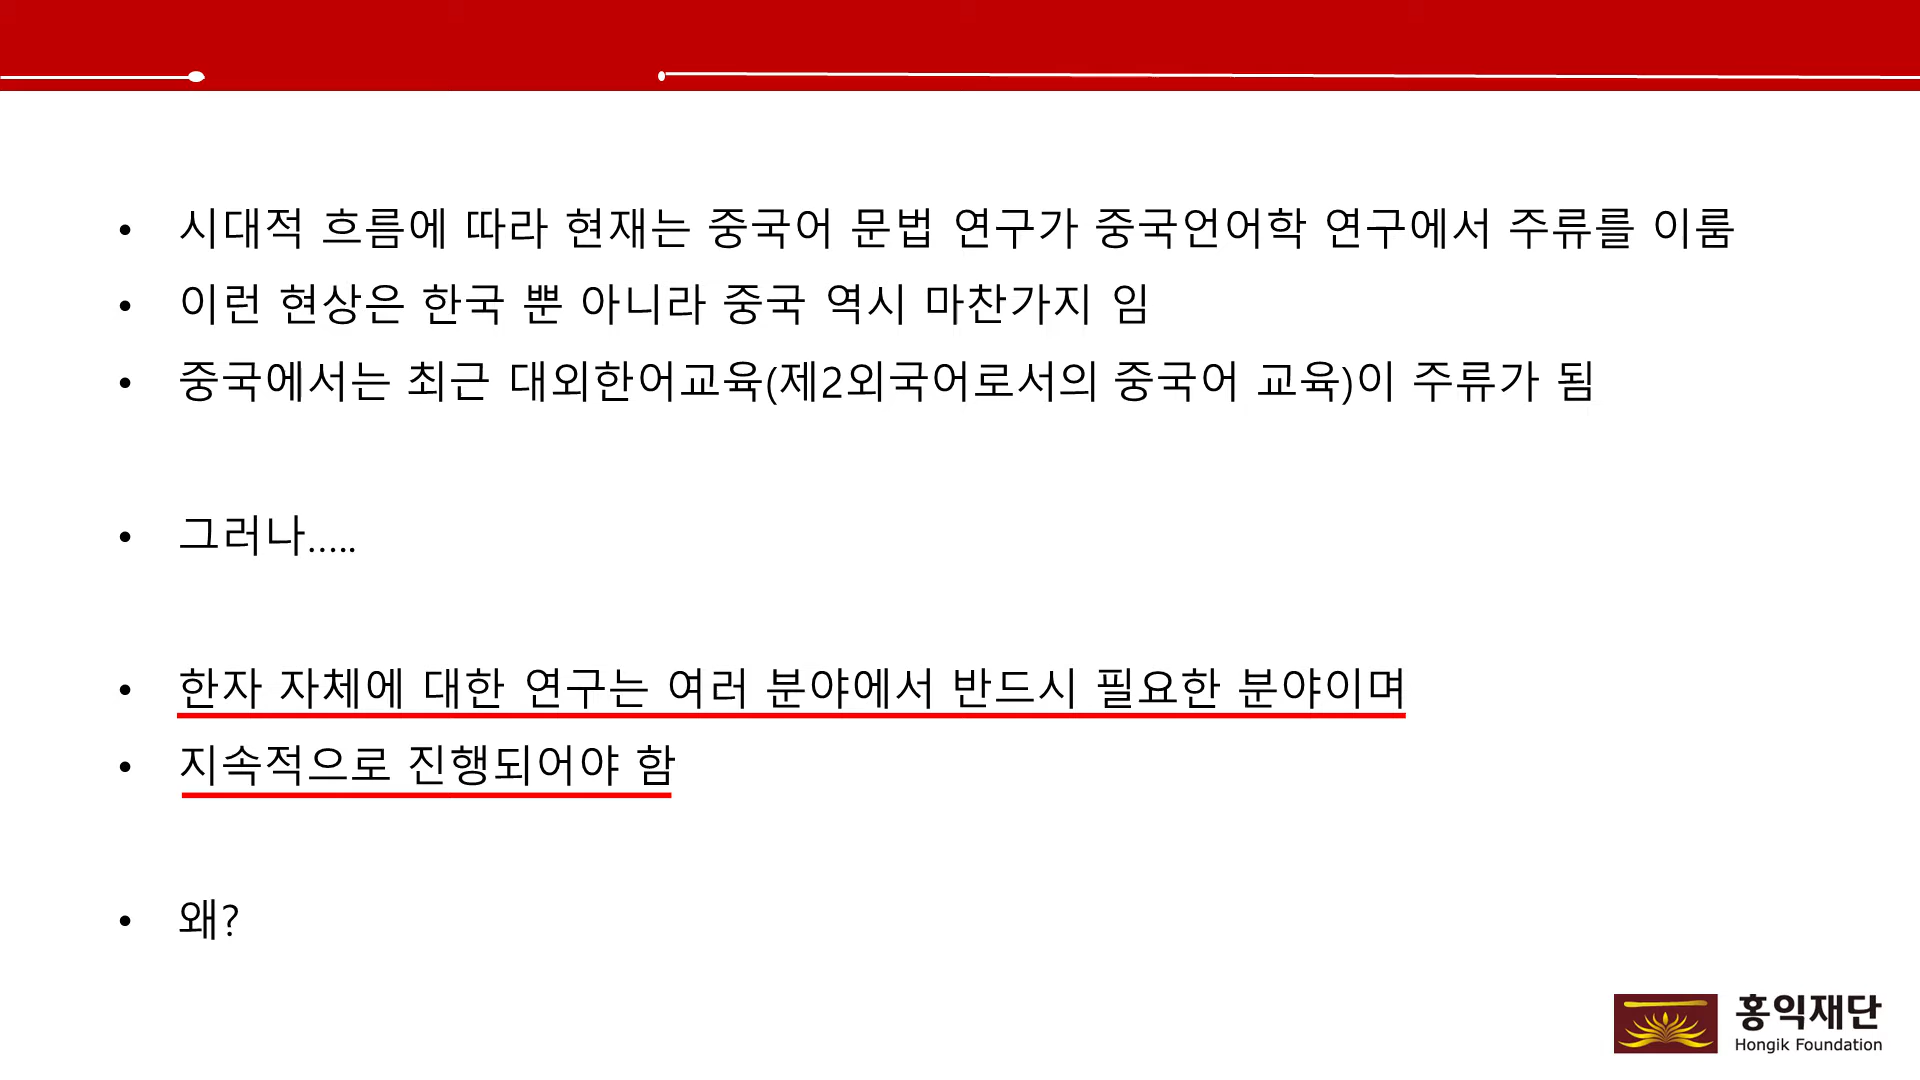 • 시대적 흐름에 따라 현재는 중국어 문법 연구가 중국언어학 연구에서 주류를 이룸
• 이런 현상은 한국 뿐 아니라 중국 역시 마찬가지 임
• 중국에서는 최근 대외한어교육(제2외국어로서의 중국어 교육)이 주류가 됨
• 그러나.....
• 한자 자체에 대한 연구는 여러 분야에서 반드시 필요한 분야이며
• 지속적으로 진행되어야 함
• 왜?
홍익재단
Hongik Foundation